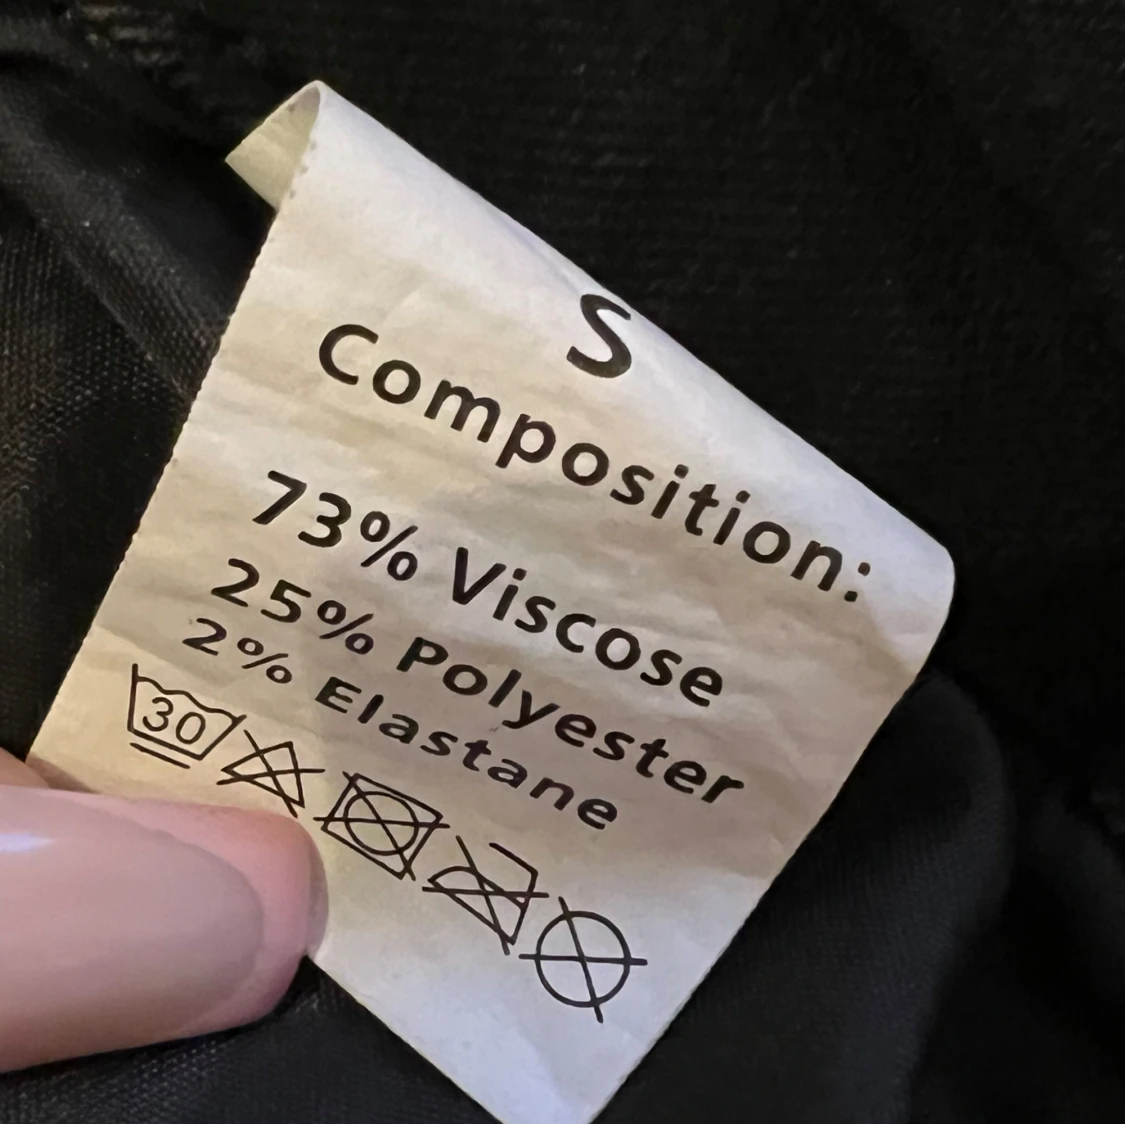 S
Composition:
73% Viscose
25% Polyester
2% Elastane
30